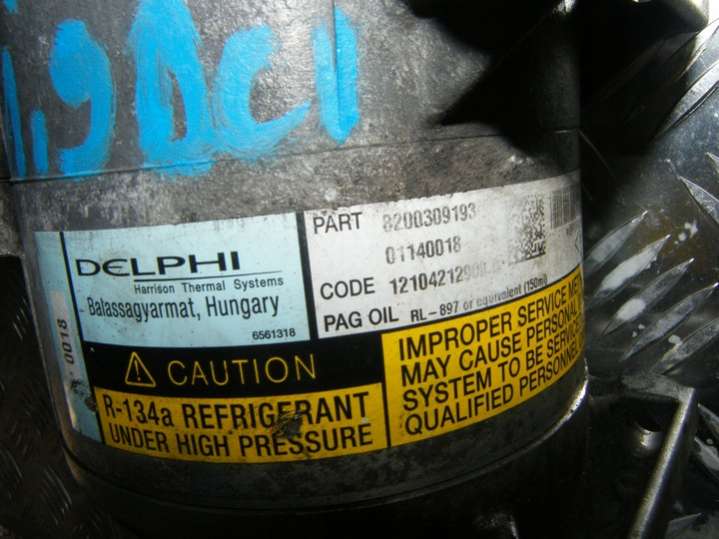 1.9 DCI
DELPHI
Harrison Thermal Systems
Balassagyarmat, Hungary
6561318
0018
PART 8200309193
01140018
CODE
PAG OIL RL-897 or equivalent (150ml)
CAUTION
R-134a REFRIGERANT
UNDER HIGH PRESSURE
IMPROPER SERVICE
MAY CAUSE PERSONAL
SYSTEM TO BE
QUALIFIED PERSONNEL